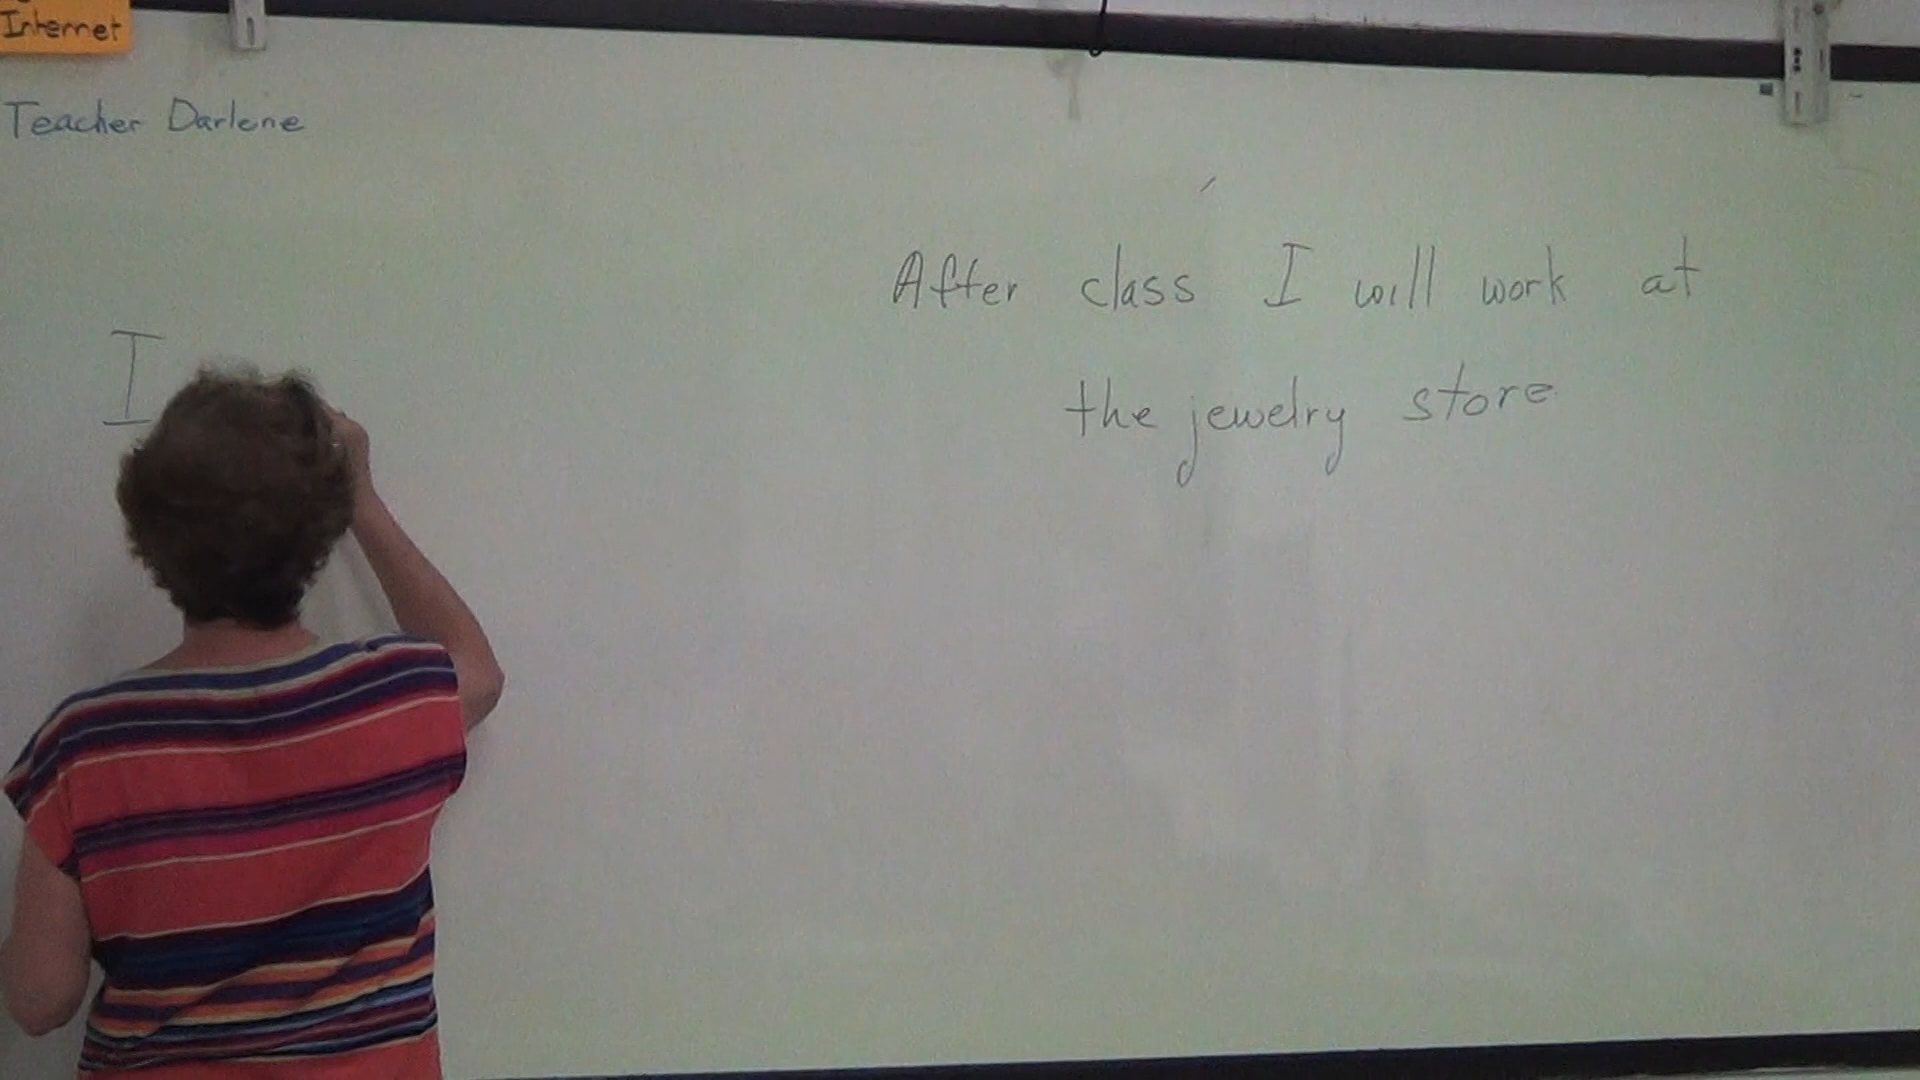 Internet
Teacher Darlene
After class I will work at
the jewelry store
I